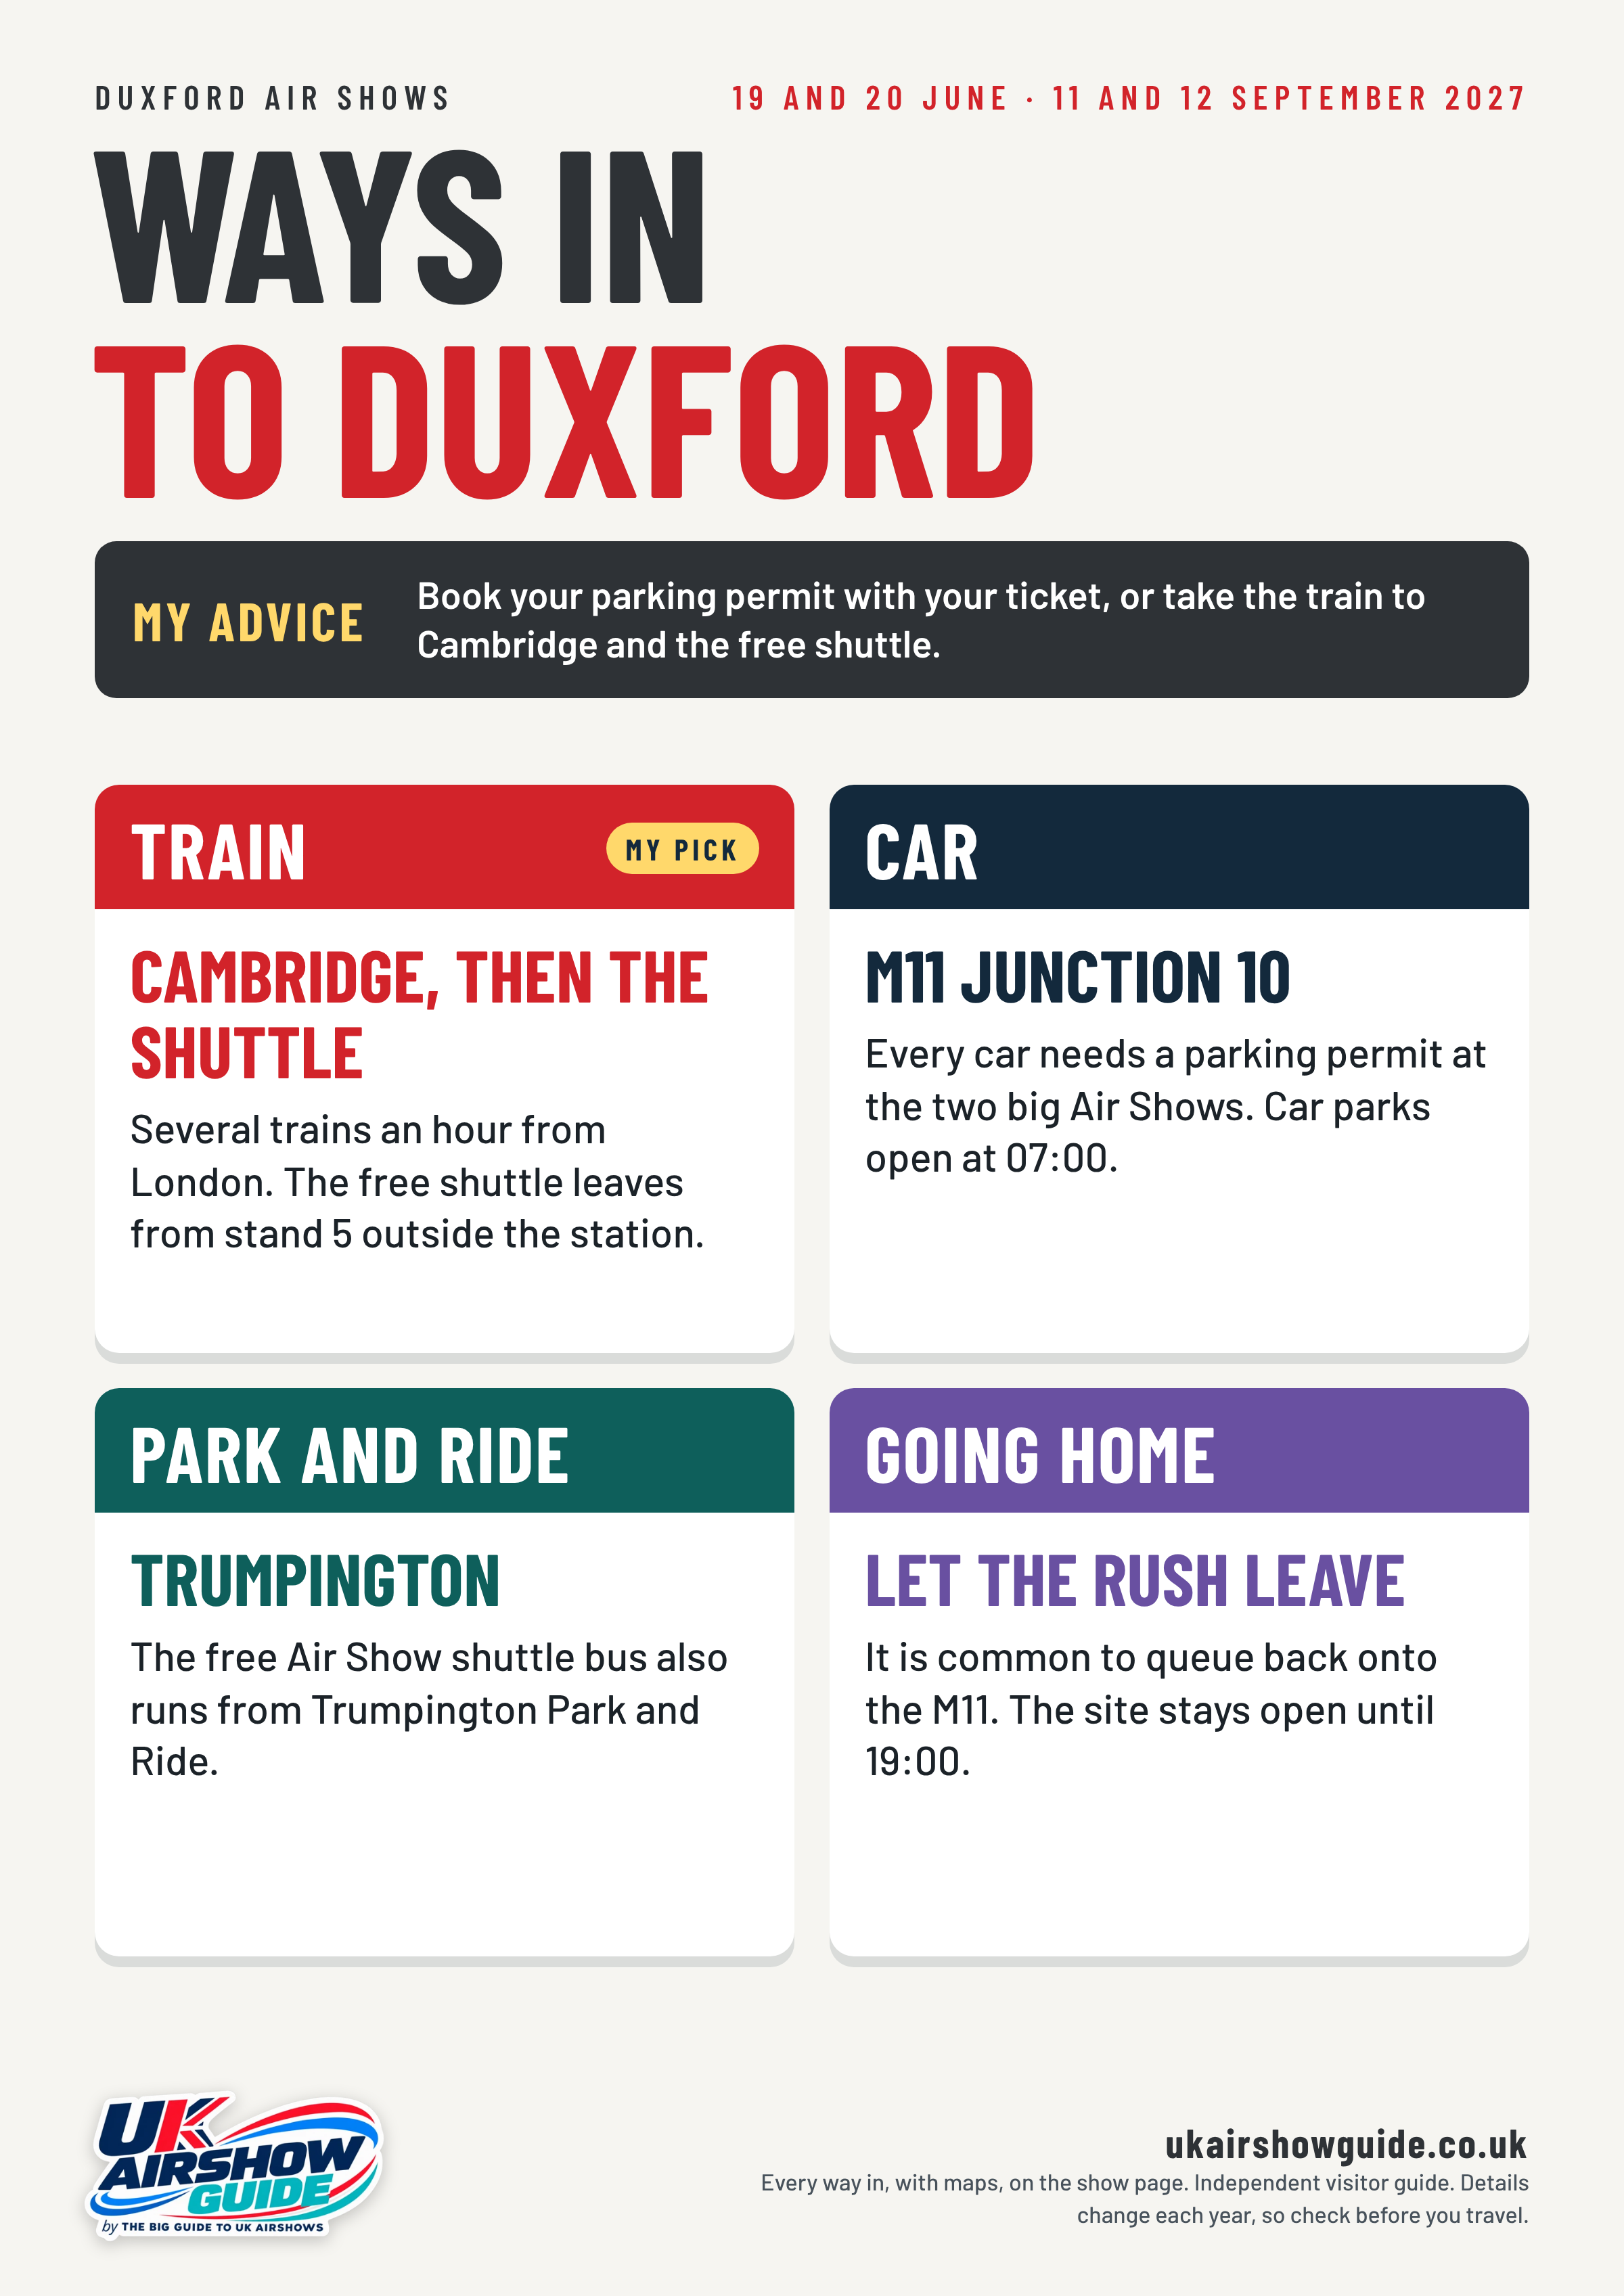 DUXFORD AIR SHOWS
19 AND 20 JUNE · 11 AND 12 SEPTEMBER 2027
WAYS IN
TO DUXFORD
MY ADVICE
Book your parking permit with your ticket, or take the train to
Cambridge and the free shuttle.
TRAIN
MY PICK
CAMBRIDGE, THEN THE
SHUTTLE
Several trains an hour from
London. The free shuttle leaves
from stand 5 outside the station.
CAR
M11 JUNCTION 10
Every car needs a parking permit at
the two big Air Shows. Car parks
open at 07:00.
PARK AND RIDE
TRUMPINGTON
The free Air Show shuttle bus also
runs from Trumpington Park and
Ride.
GOING HOME
LET THE RUSH LEAVE
It is common to queue back onto
the M11. The site stays open until
19:00.
UK
AIRSHOW
GUIDE
by THE BIG GUIDE TO UK AIRSHOWS
ukairshowguide.co.uk
Every way in, with maps, on the show page. Independent visitor guide. Details
change each year, so check before you travel.